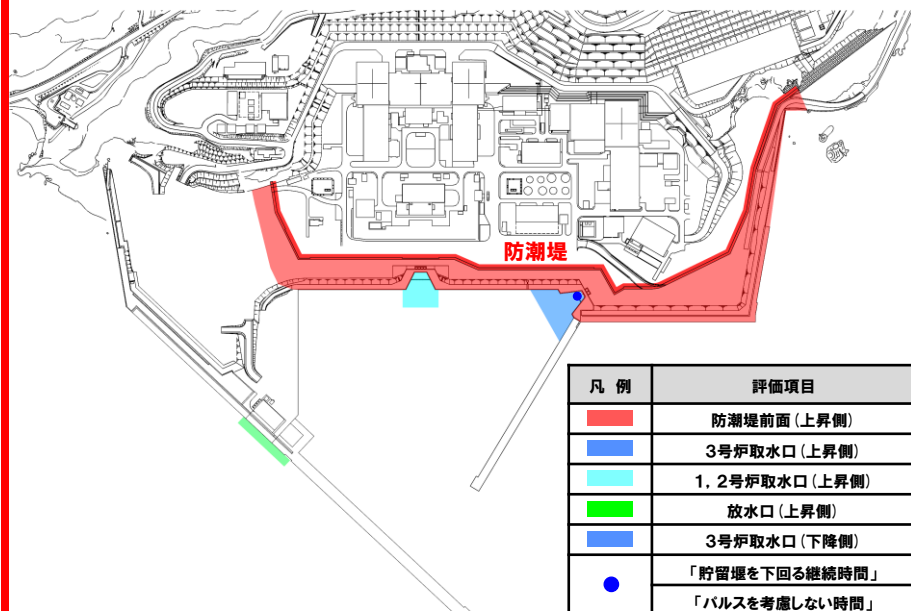 防潮堤
凡 例 評価項目
防潮堤前面(上昇側)
3号炉取水口(上昇側)
1,2号炉取水口(上昇側)
放水口(上昇側)
3号炉取水口(下降側)
「貯留堰を下回る継続時間」
「パルスを考慮しない時間」